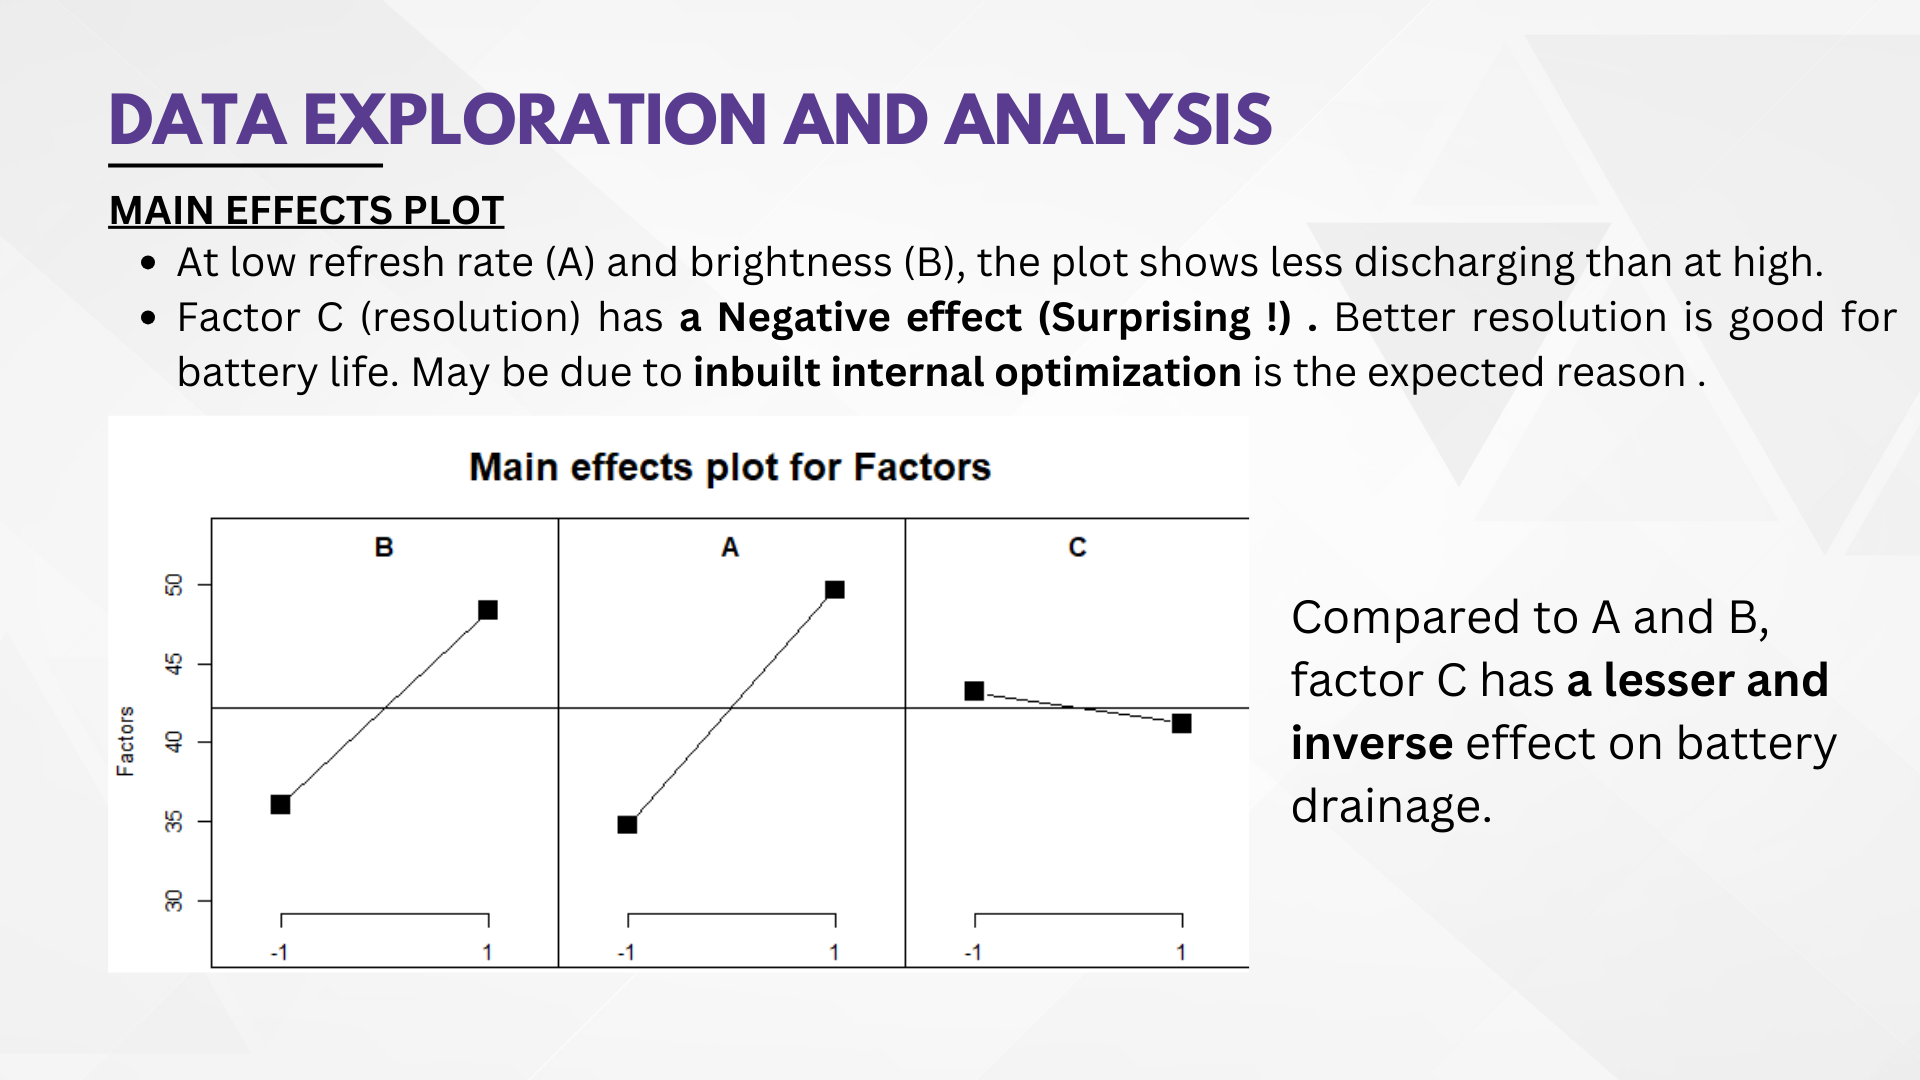 DATA EXPLORATION AND ANALYSIS
MAIN EFFECTS PLOT
• At low refresh rate (A) and brightness (B), the plot shows less discharging than at high.
• Factor C (resolution) has a Negative effect (Surprising !) . Better resolution is good for
battery life. May be due to inbuilt internal optimization is the expected reason .
Main effects plot for Factors
B A C
50
45
40
35
30
Factors
-1 1 -1 1 -1 1
Compared to A and B,
factor C has a lesser and
inverse effect on battery
drainage.